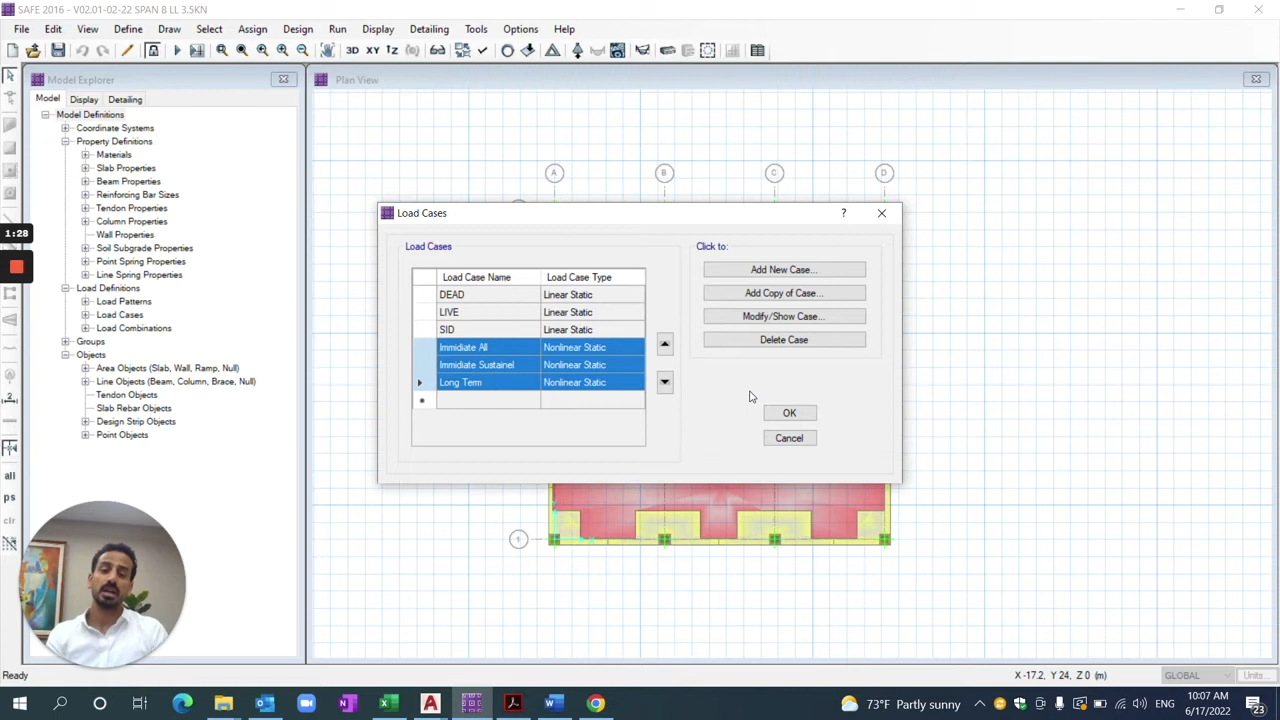 SAFE 2016 - V02.01-02-22 SPAN 8 LL 3.5KN
File Edit View Define Draw Select Assign Design Run Display Detailing Tools Options Help
3D XY
Model Explorer
Model Display Detailing
Model Definitions
Coordinate Systems
Property Definitions
Materials
Slab Properties
Beam Properties
Reinforcing Bar Sizes
Tendon Properties
Column Properties
Wall Properties
Soil Subgrade Properties
Point Spring Properties
Line Spring Properties
Load Definitions
Load Patterns
Load Cases
Load Combinations
Groups
Objects
Area Objects (Slab, Wall, Ramp, Null)
Line Objects (Beam, Column, Brace, Null)
Tendon Objects
Slab Rebar Objects
Design Strip Objects
Point Objects
1:28
all
ps
clr
Plan View
A B C D
1
Load Cases
?
Load Cases
Load Case Name Load Case Type
DEAD Linear Static
LIVE Linear Static
SID Linear Static
Immidiate All Nonlinear Static
Immidiate Sustainel Nonlinear Static
Long Term Nonlinear Static
Click to:
Add New Case...
Add Copy of Case...
Modify/Show Case...
Delete Case
OK
Cancel
Ready
X -17.2, Y 24, Z 0 (m)
GLOBAL
Units...
73°F Partly sunny
10:07 AM
6/17/2022
23